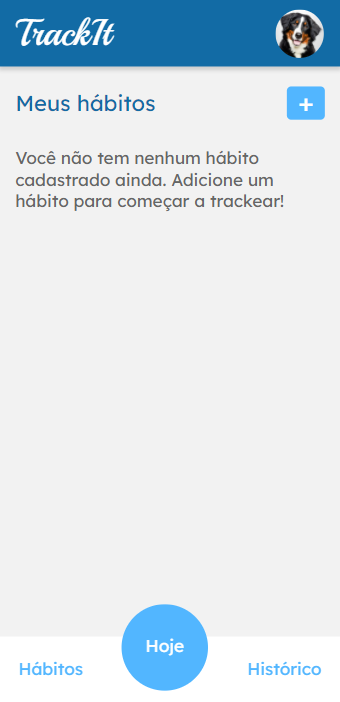 TrackIt
Meus hábitos
+
Você não tem nenhum hábito
cadastrado ainda. Adicione um
hábito para começar a trackear!
Hábitos
Hoje
Histórico